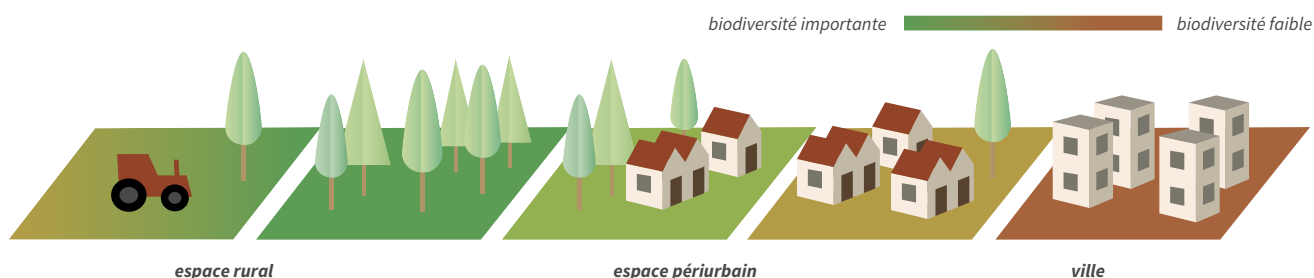 biodiversité importante
biodiversité faible
espace rural
espace périurbain
ville